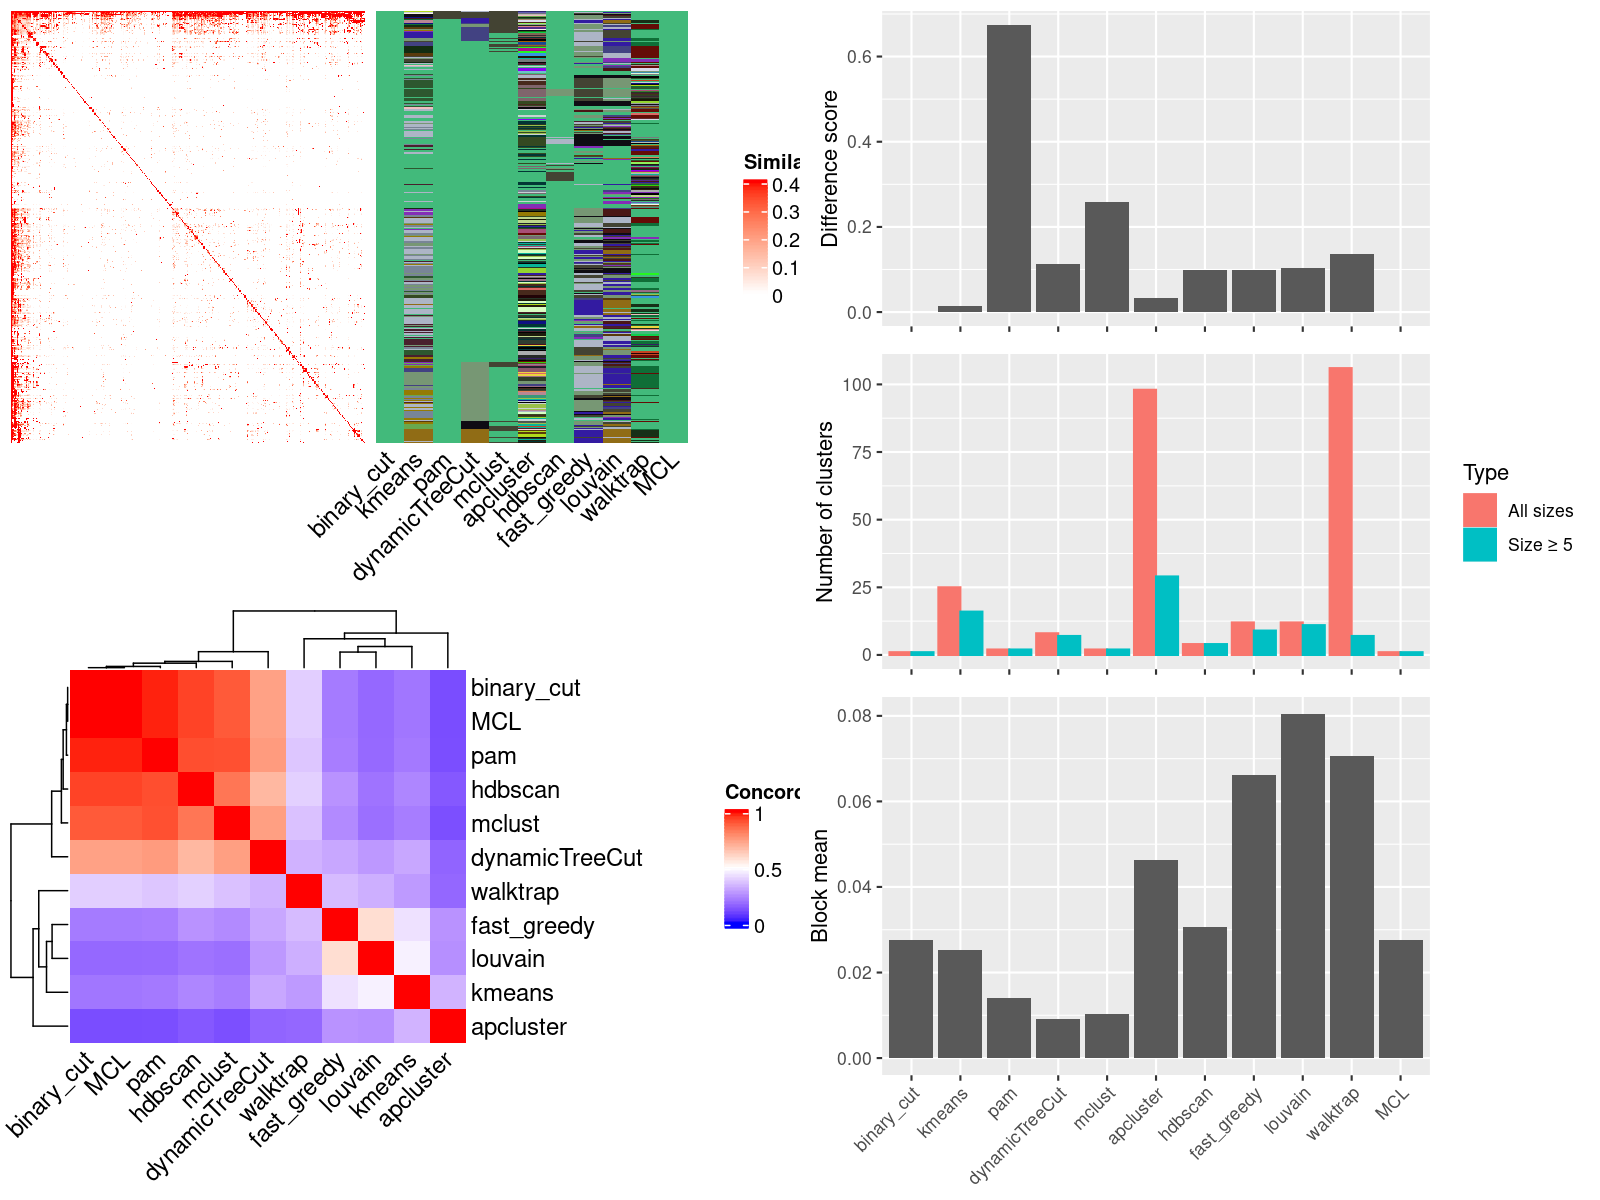 Simila
0.4
0.3
0.2
0.1
0
binary_cut
kmeans
pam
dynamicTreeCut
mclust
apcluster
hdbscan
fast_greedy
louvain
walktrap
MCL
binary_cut
MCL
pam
hdbscan
mclust
dynamicTreeCut
walktrap
fast_greedy
louvain
kmeans
apcluster
binary_cut
MCL
pam
hdbscan
mclust
dynamicTreeCut
walktrap
fast_greedy
louvain
kmeans
apcluster
Concord
1
0.5
0
Difference score
0.6
0.4
0.2
0.0
Number of clusters
100
75
50
25
0
Type
All sizes
Size ≥ 5
Block mean
0.08
0.06
0.04
0.02
0.00
binary_cut
kmeans
pam
dynamicTreeCut
mclust
apcluster
hdbscan
fast_greedy
louvain
walktrap
MCL